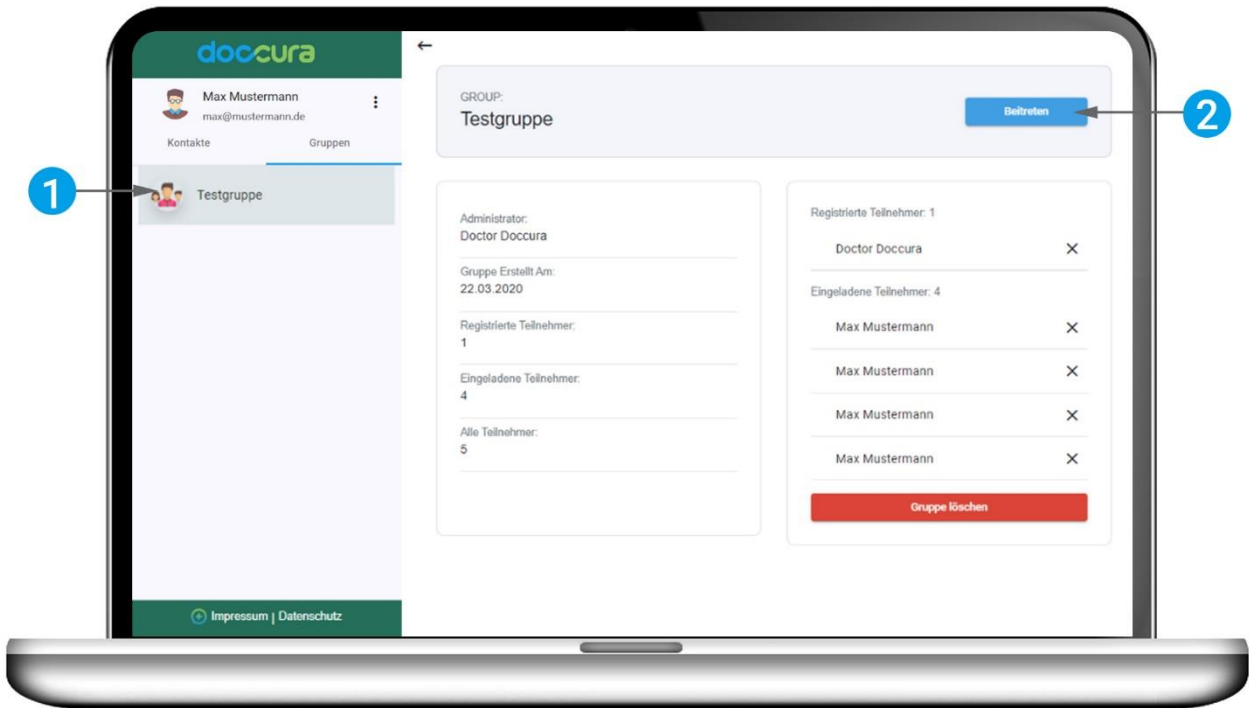 doccura
Max Mustermann
max@mustermann.de
Kontakte Gruppen
1
Testgruppe
Impressum | Datenschutz
GROUP:
Testgruppe
Beitreten
2
Administrator:
Doctor Doccura
Gruppe Erstellt Am:
22.03.2020
Registrierte Teilnehmer:
1
Eingeladene Teilnehmer:
4
Alle Teilnehmer:
5
Registrierte Teilnehmer: 1
Doctor Doccura
Eingeladene Teilnehmer: 4
Max Mustermann
Max Mustermann
Max Mustermann
Max Mustermann
Gruppe löschen